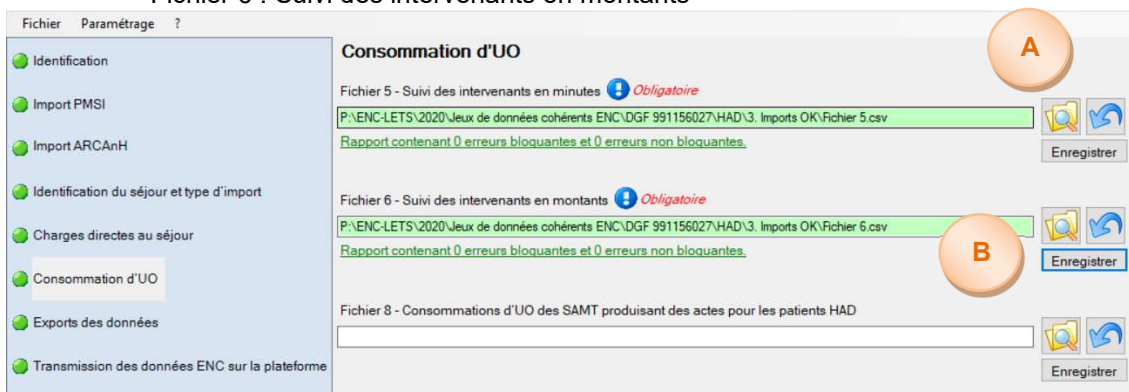 Fichier 6 : Suivi des intervenants en montants
Fichier Paramétrage ?
Identification
Import PMSI
Import ARCAnH
Identification du séjour et type d'import
Charges directes au séjour
Consommation d'UO
Exports des données
Transmission des données ENC sur la plateforme
Consommation d'UO
A
Fichier 5 - Suivi des intervenants en minutes ! Obligatoire
P:\ENC-LETS\2020\Jeux de données cohérents ENC\DGF 991156027\HAD\3. Imports OK\Fichier 5.csv
Rapport contenant 0 erreurs bloquantes et 0 erreurs non bloquantes.
Enregistrer
Fichier 6 - Suivi des intervenants en montants ! Obligatoire
P:\ENC-LETS\2020\Jeux de données cohérents ENC\DGF 991156027\HAD\3. Imports OK\Fichier 6.csv
Rapport contenant 0 erreurs bloquantes et 0 erreurs non bloquantes.
B
Enregistrer
Fichier 8 - Consommations d'UO des SAMT produisant des actes pour les patients HAD
Enregistrer